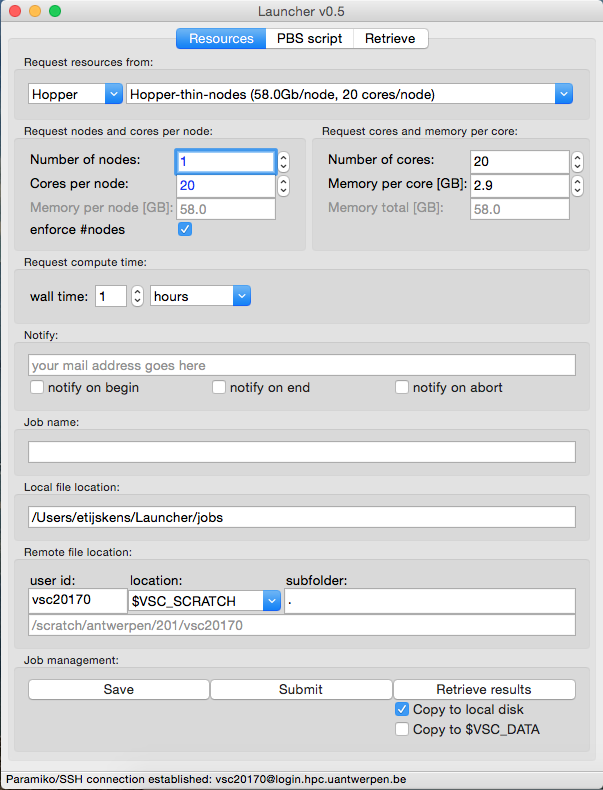 Launcher v0.5
Resources PBS script Retrieve
Request resources from:
Hopper Hopper-thin-nodes (58.0Gb/node, 20 cores/node)
Request nodes and cores per node: Request cores and memory per core:
Number of nodes: 1 Number of cores: 20
Cores per node: 20 Memory per core [GB]: 2.9
Memory per node [GB]: 58.0 Memory total [GB]: 58.0
enforce #nodes
Request compute time:
wall time: 1 hours
Notify:
your mail address goes here
notify on begin notify on end notify on abort
Job name:
Local file location:
/Users/etijskens/Launcher/jobs
Remote file location:
user id: location: subfolder:
vsc20170 $VSC_SCRATCH .
/scratch/antwerpen/201/vsc20170
Job management:
Save Submit Retrieve results
Copy to local disk
Copy to $VSC_DATA
Paramiko/SSH connection established: vsc20170@login.hpc.uantwerpen.be